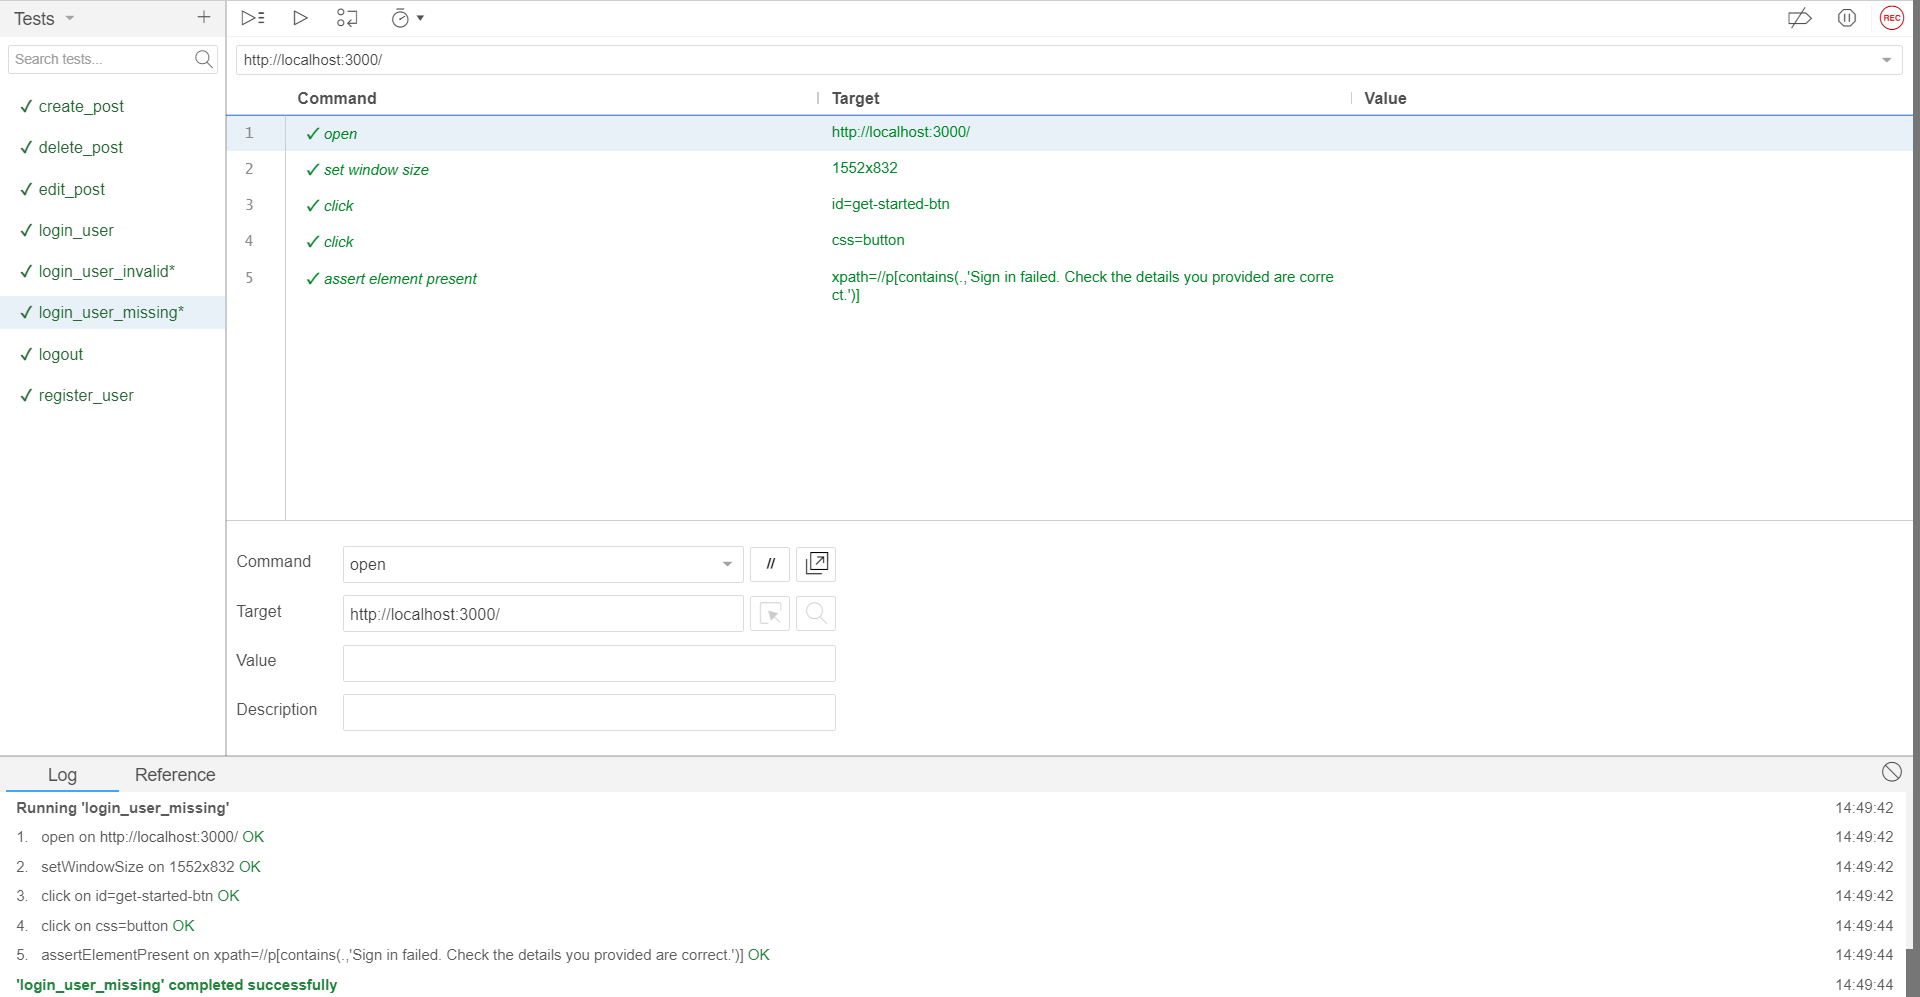 Tests
REC
Search tests...
http://localhost:3000/
Command Target Value
✓ create_post
✓ delete_post
✓ edit_post
✓ login_user
✓ login_user_invalid*
✓ login_user_missing*
✓ logout
✓ register_user
1 ✓ open http://localhost:3000/
2 ✓ set window size 1552x832
3 ✓ click id=get-started-btn
4 ✓ click css=button
5 ✓ assert element present xpath=//p[contains(.,'Sign in failed. Check the details you provided are corre
ct.')]
Command open //
Target http://localhost:3000/
Value
Description
Log Reference
Running 'login_user_missing' 14:49:42
1. open on http://localhost:3000/ OK 14:49:42
2. setWindowSize on 1552x832 OK 14:49:42
3. click on id=get-started-btn OK 14:49:42
4. click on css=button OK 14:49:44
5. assertElementPresent on xpath=//p[contains(.,'Sign in failed. Check the details you provided are correct.')] OK 14:49:44
'login_user_missing' completed successfully 14:49:44